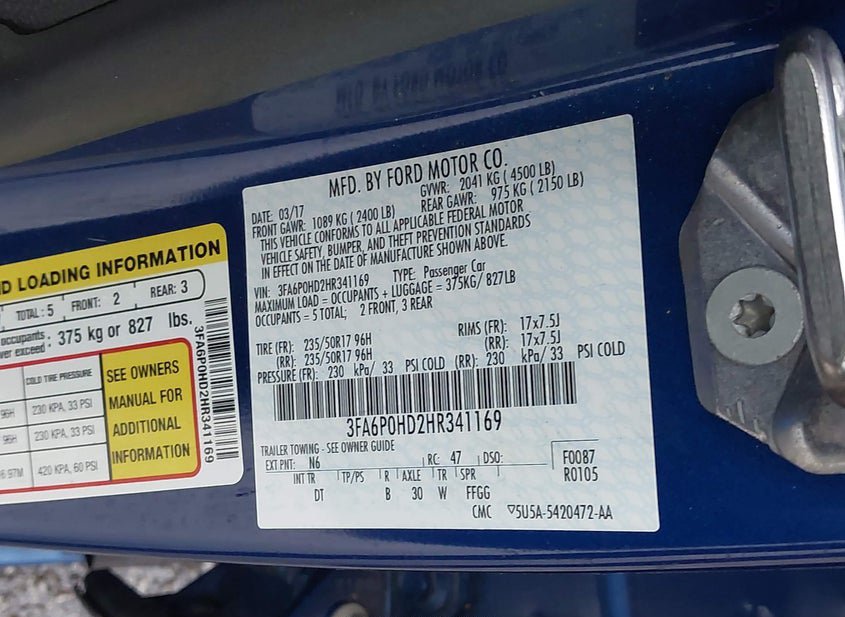 MFD. BY FORD MOTOR CO.
DATE: 03/17 GVWR: 2041 KG ( 4500 LB)
FRONT GAWR: 1089 KG ( 2400 LB) REAR GAWR: 975 KG ( 2150 LB)
THIS VEHICLE CONFORMS TO ALL APPLICABLE FEDERAL MOTOR
VEHICLE SAFETY, BUMPER, AND THEFT PREVENTION STANDARDS
IN EFFECT ON THE DATE OF MANUFACTURE SHOWN ABOVE.
VIN: 3FA6P0HD2HR341169 TYPE: Passenger Car
MAXIMUM LOAD = OCCUPANTS + LUGGAGE = 375KG/ 827LB
OCCUPANTS = 5 TOTAL; 2 FRONT, 3 REAR
TIRE (FR): 235/50R17 96H RIMS (FR): 17x7.5J
(RR): 235/50R17 96H (RR): 17x7.5J
PRESSURE (FR): 230 kPa/ 33 PSI COLD (RR): 230 kPa/ 33 PSI COLD
3FA6P0HD2HR341169
TRAILER TOWING - SEE OWNER GUIDE
EXT PNT: N6 RC: 47 DSO: F0087
INT TR TP/PS R AXLE TR SPR R0105
DT B 30 W FFGG
CMC ▽5U5A-5420472-AA
LOADING INFORMATION
TOTAL : 5 FRONT: 2 REAR: 3
occupants
exceed : 375 kg or 827 lbs.
COLD TIRE PRESSURE
230 KPA, 33 PSI
230 KPA, 33 PSI
97M 420 KPA, 60 PSI
SEE OWNERS
MANUAL FOR
ADDITIONAL
INFORMATION
3FA6P0HD2HR341169